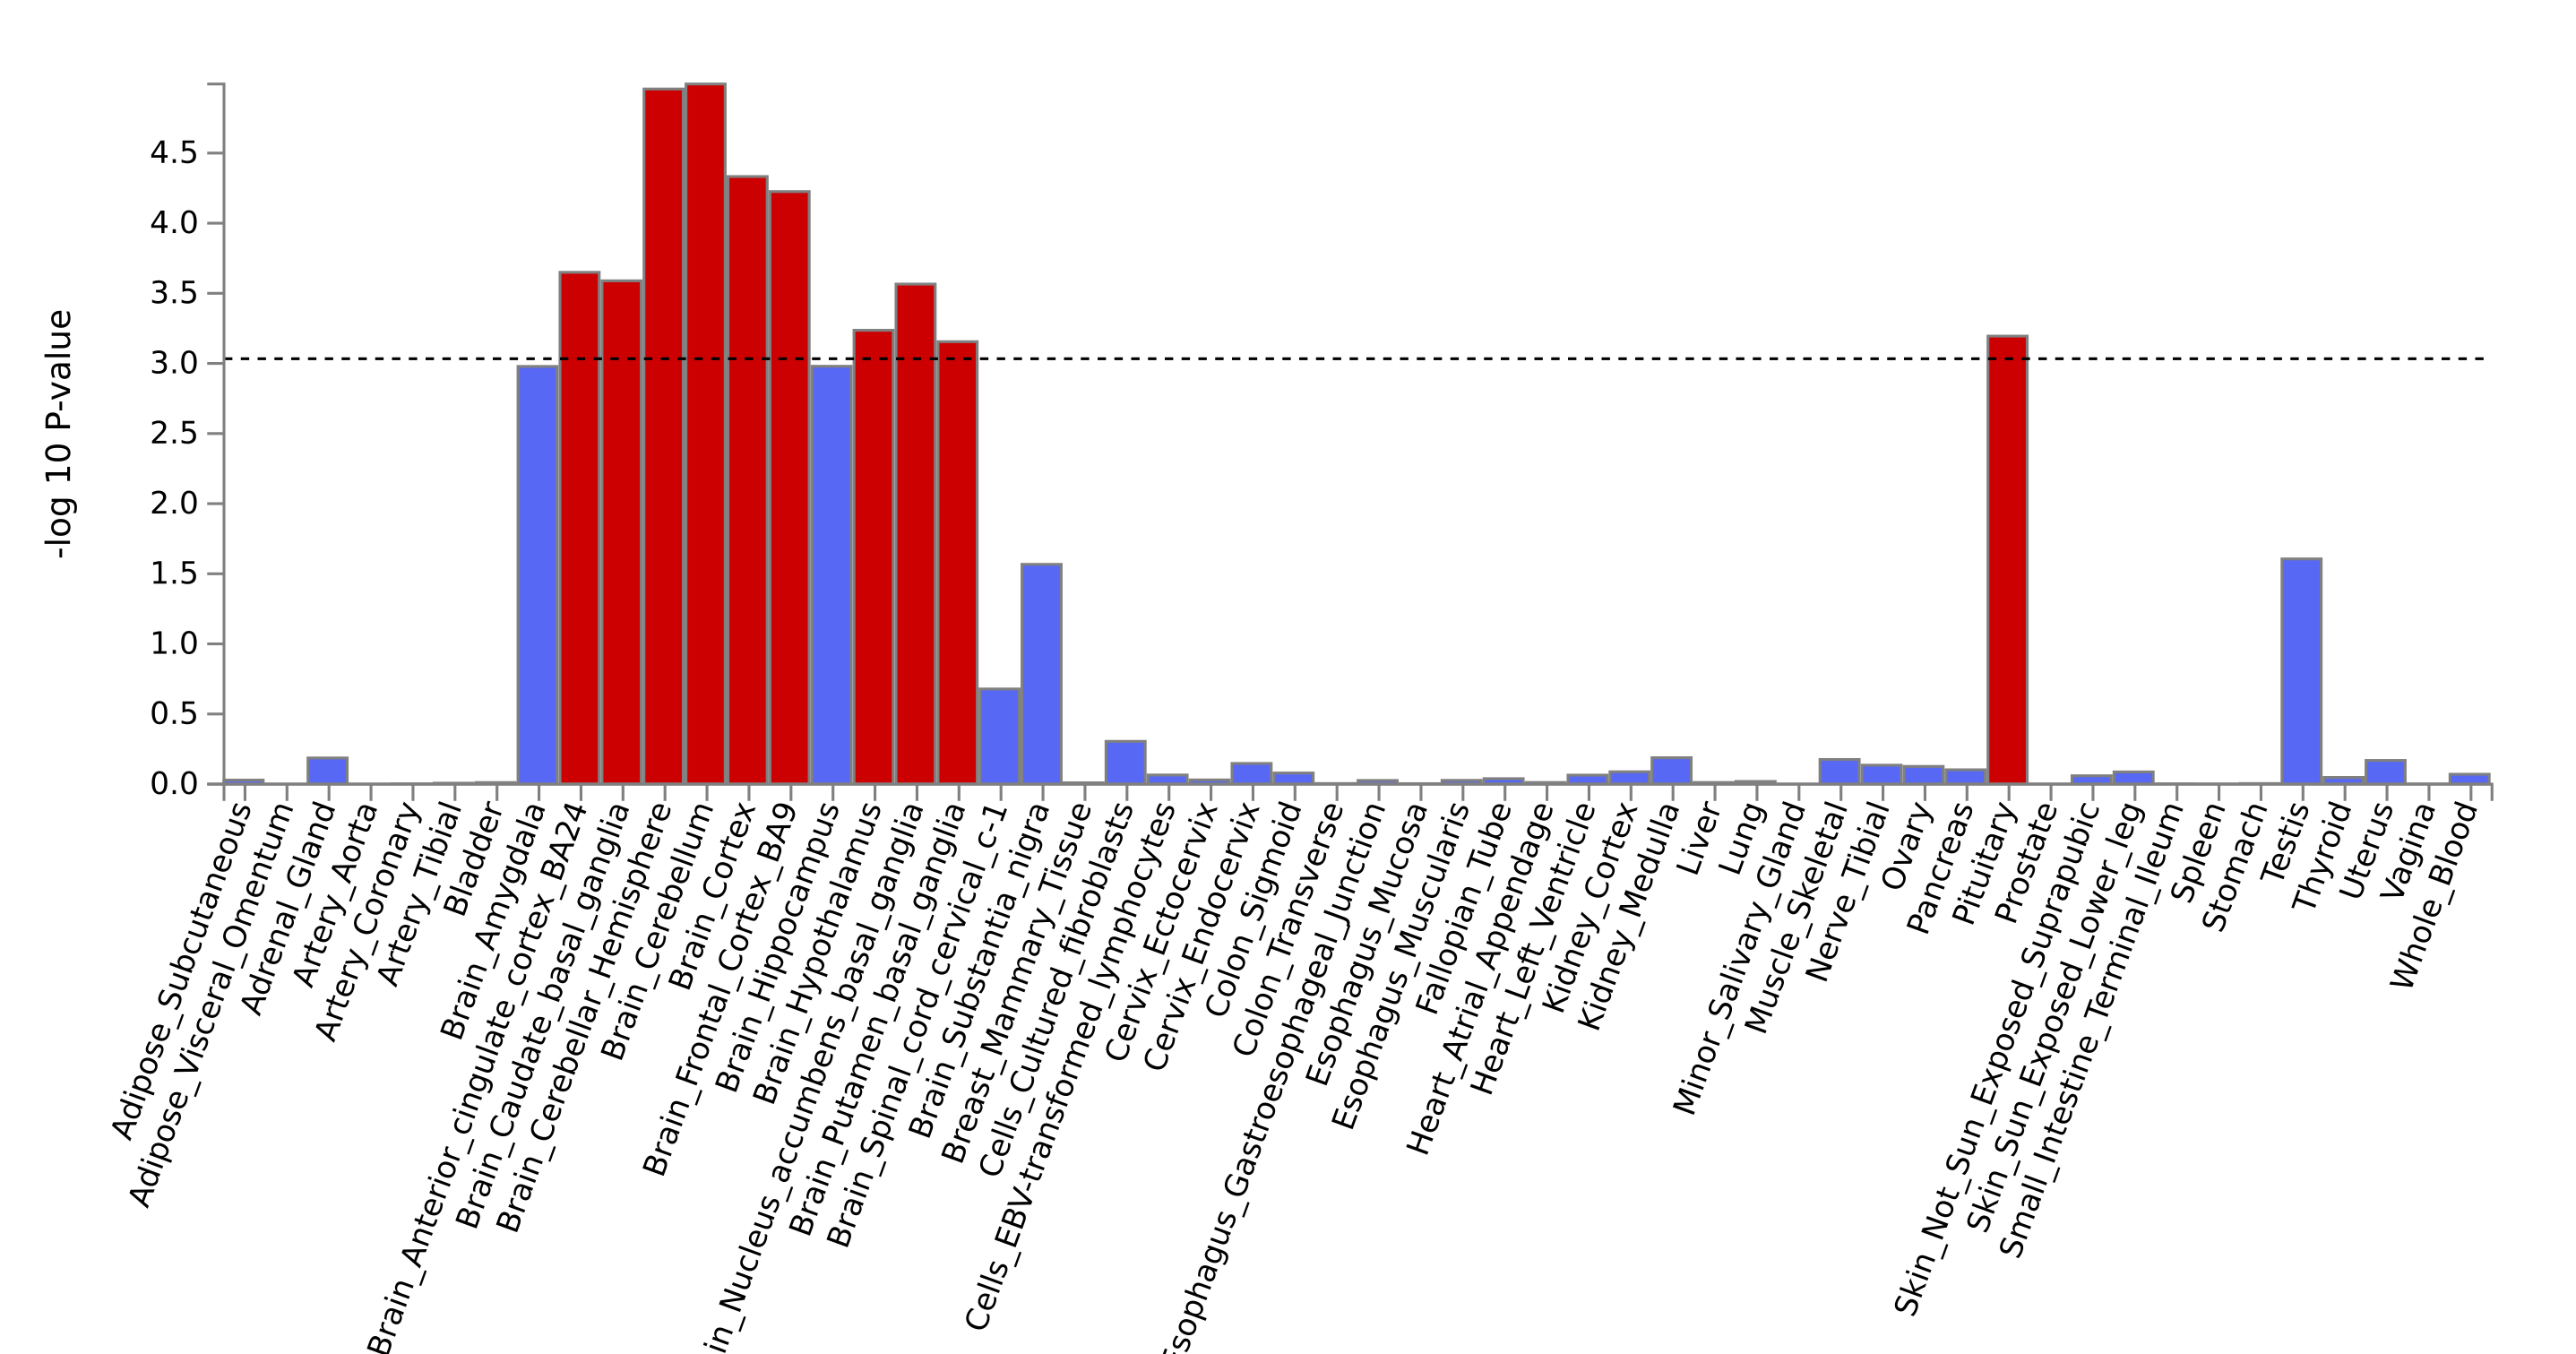 -log 10 P-value
4.5
4.0
3.5
3.0
2.5
2.0
1.5
1.0
0.5
0.0
Adipose_Subcutaneous
Adipose_Visceral_Omentum
Adrenal_Gland
Artery_Aorta
Artery_Coronary
Artery_Tibial
Bladder
Brain_Amygdala
Brain_Anterior_cingulate_cortex_BA24
Brain_Caudate_basal_ganglia
Brain_Cerebellar_Hemisphere
Brain_Cerebellum
Brain_Cortex
Brain_Frontal_Cortex_BA9
Brain_Hippocampus
Brain_Hypothalamus
in_Nucleus_accumbens_basal_ganglia
Brain_Putamen_basal_ganglia
Brain_Spinal_cord_cervical_c-1
Brain_Substantia_nigra
Breast_Mammary_Tissue
Cells_Cultured_fibroblasts
Cells_EBV-transformed_lymphocytes
Cervix_Ectocervix
Cervix_Endocervix
Colon_Sigmoid
Colon_Transverse
Esophagus_Gastroesophageal_Junction
Esophagus_Mucosa
Esophagus_Muscularis
Fallopian_Tube
Heart_Atrial_Appendage
Heart_Left_Ventricle
Kidney_Cortex
Kidney_Medulla
Liver
Lung
Minor_Salivary_Gland
Muscle_Skeletal
Nerve_Tibial
Ovary
Pancreas
Pituitary
Prostate
Skin_Not_Sun_Exposed_Suprapubic
Skin_Sun_Exposed_Lower_leg
Small_Intestine_Terminal_Ileum
Spleen
Stomach
Testis
Thyroid
Uterus
Vagina
Whole_Blood